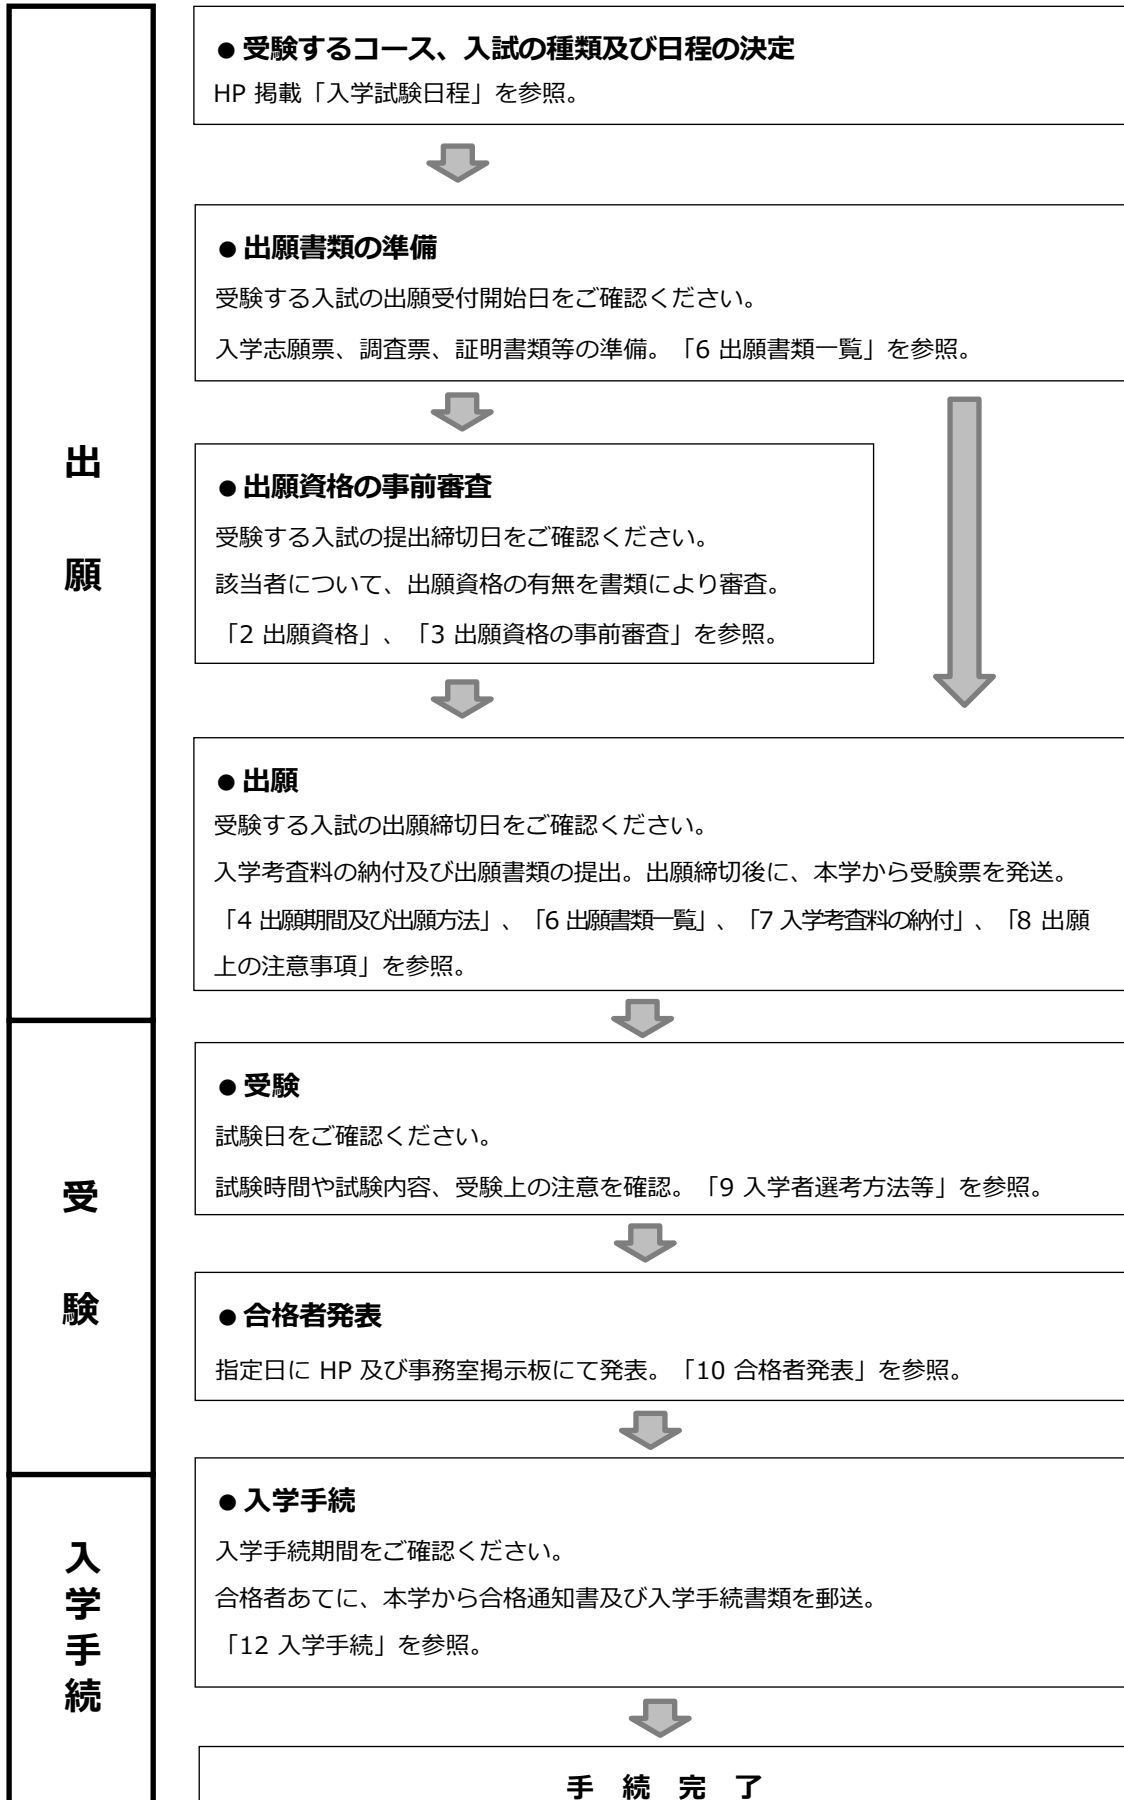 出
願
●受験するコース、入試の種類及び日程の決定
HP 掲載「入学試験日程」を参照。
●出願書類の準備
受験する入試の出願受付開始日をご確認ください。
入学志願票、調査票、証明書類等の準備。「6 出願書類一覧」を参照。
●出願資格の事前審査
受験する入試の提出締切日をご確認ください。
該当者について、出願資格の有無を書類により審査。
「2 出願資格」、「3 出願資格の事前審査」を参照。
●出願
受験する入試の出願締切日をご確認ください。
入学考査料の納付及び出願書類の提出。出願締切後に、本学から受験票を発送。
「4 出願期間及び出願方法」、「6 出願書類一覧」、「7 入学考査料の納付」、「8 出願
上の注意事項」を参照。
受
験
●受験
試験日をご確認ください。
試験時間や試験内容、受験上の注意を確認。「9 入学者選考方法等」を参照。
●合格者発表
指定日に HP 及び事務室掲示板にて発表。「10 合格者発表」を参照。
入
学
手
続
●入学手続
入学手続期間をご確認ください。
合格者あてに、本学から合格通知書及び入学手続書類を郵送。
「12 入学手続」を参照。
手 続 完 了